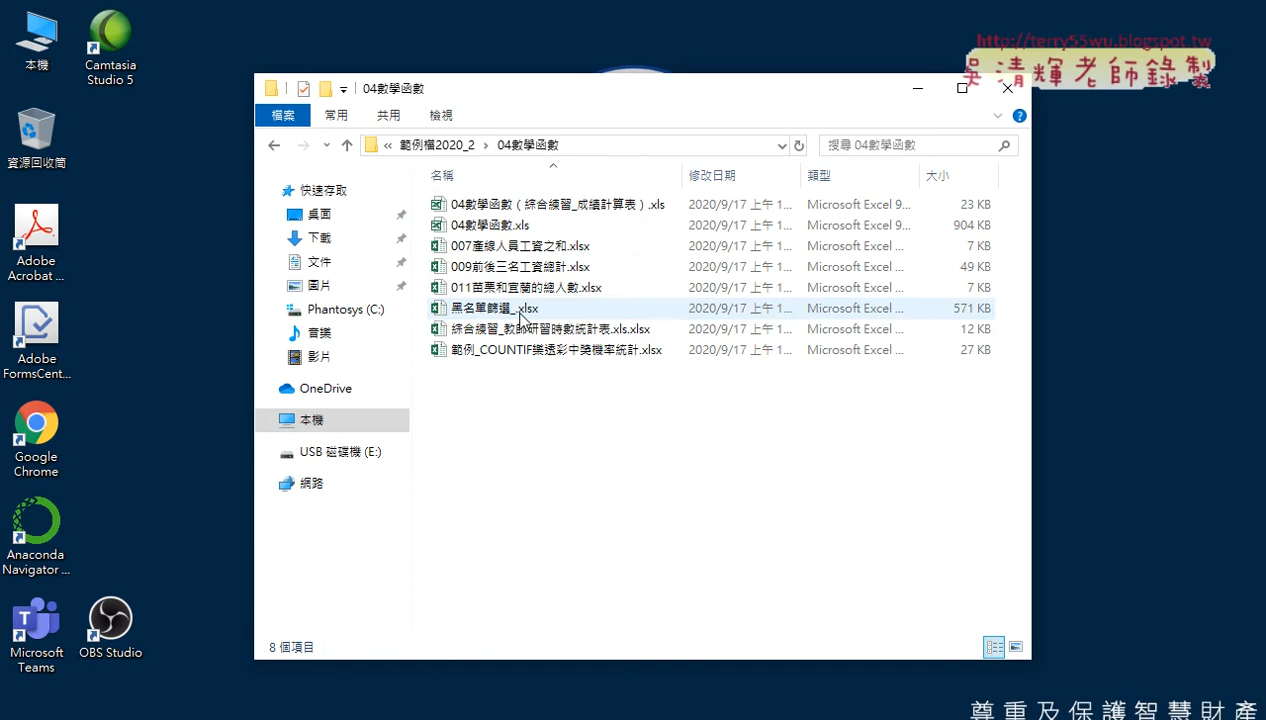 本機
Camtasia
Studio 5
資源回收筒
Adobe
Acrobat ...
Adobe
FormsCent...
Google
Chrome
Anaconda
Navigator ...
Microsoft
Teams
OBS Studio
http://terry55wu.blogspot.tw
吳清輝老師錄製
04數學函數
檔案 常用 共用 檢視
« 範例檔2020_2 › 04數學函數
搜尋 04數學函數
名稱 修改日期 類型 大小
04數學函數（綜合練習_成績計算表）.xls 2020/9/17 上午 1... Microsoft Excel 9... 23 KB
04數學函數.xls 2020/9/17 上午 1... Microsoft Excel 9... 904 KB
007產線人員工資之和.xlsx 2020/9/17 上午 1... Microsoft Excel ... 7 KB
009前後三名工資總計.xlsx 2020/9/17 上午 1... Microsoft Excel ... 49 KB
011苗栗和宜蘭的總人數.xlsx 2020/9/17 上午 1... Microsoft Excel ... 7 KB
黑名單篩選_.xlsx 2020/9/17 上午 1... Microsoft Excel ... 571 KB
綜合練習_教師研習時數統計表.xls.xlsx 2020/9/17 上午 1... Microsoft Excel ... 12 KB
範例_COUNTIF樂透彩中獎機率統計.xlsx 2020/9/17 上午 1... Microsoft Excel ... 27 KB
快速存取
桌面
下載
文件
圖片
Phantosys (C:)
音樂
影片
OneDrive
本機
USB 磁碟機 (E:)
網路
8 個項目
尊重及保護智慧財產